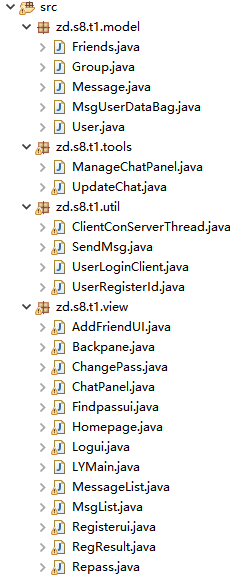 src
zd.s8.t1.model
Friends.java
Group.java
Message.java
MsgUserDataBag.java
User.java
zd.s8.t1.tools
ManageChatPanel.java
UpdateChat.java
zd.s8.t1.util
ClientConServerThread.java
SendMsg.java
UserLoginClient.java
UserRegisterId.java
zd.s8.t1.view
AddFriendUI.java
Backpane.java
ChangePass.java
ChatPanel.java
Findpassui.java
Homepage.java
Logui.java
LYMain.java
MessageList.java
MsgList.java
Registerui.java
RegResult.java
Repass.java